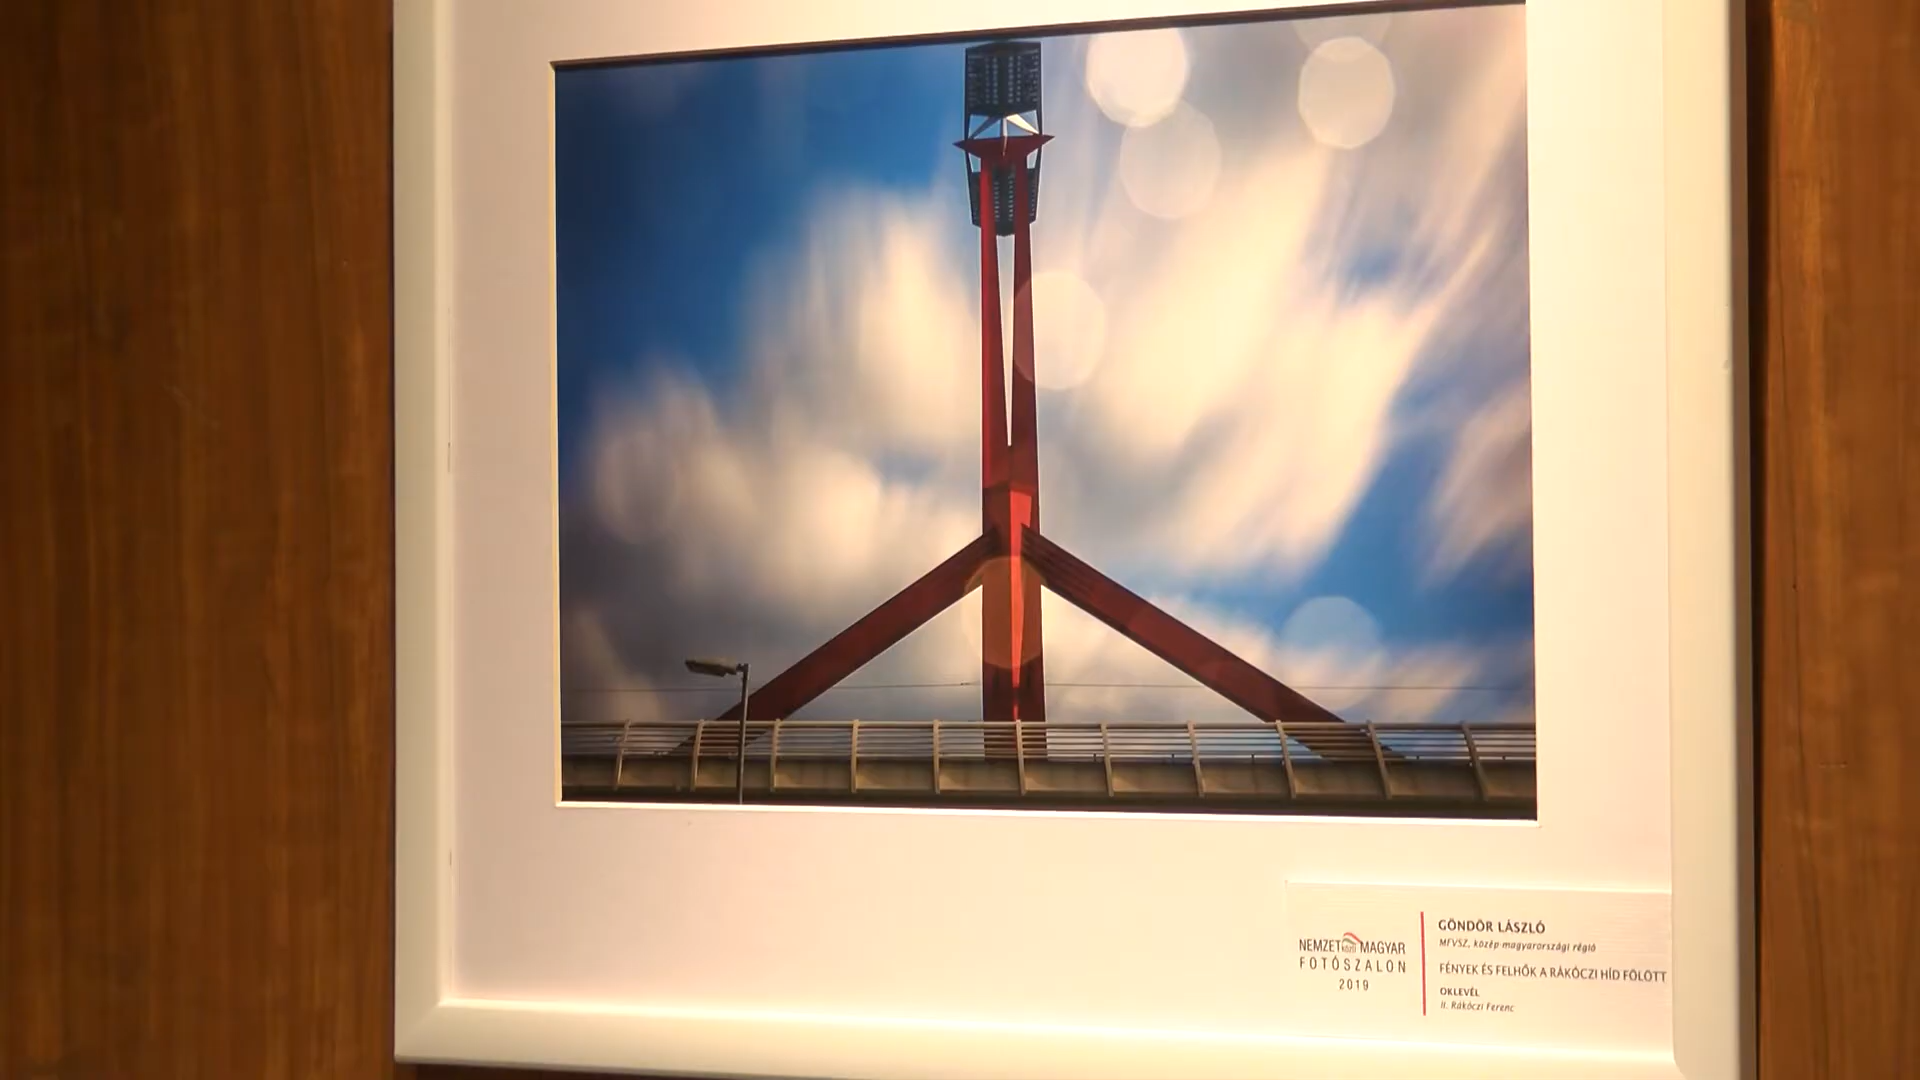 NEMZETközi MAGYAR
FOTÓSZALON
2019
GÖNDÖR LÁSZLÓ
MFVSZ, közép-magyarországi régió
FÉNYEK ÉS FELHŐK A RÁKÓCZI HÍD FÖLÖTT
OKLEVÉL
II. Rákóczi Ferenc